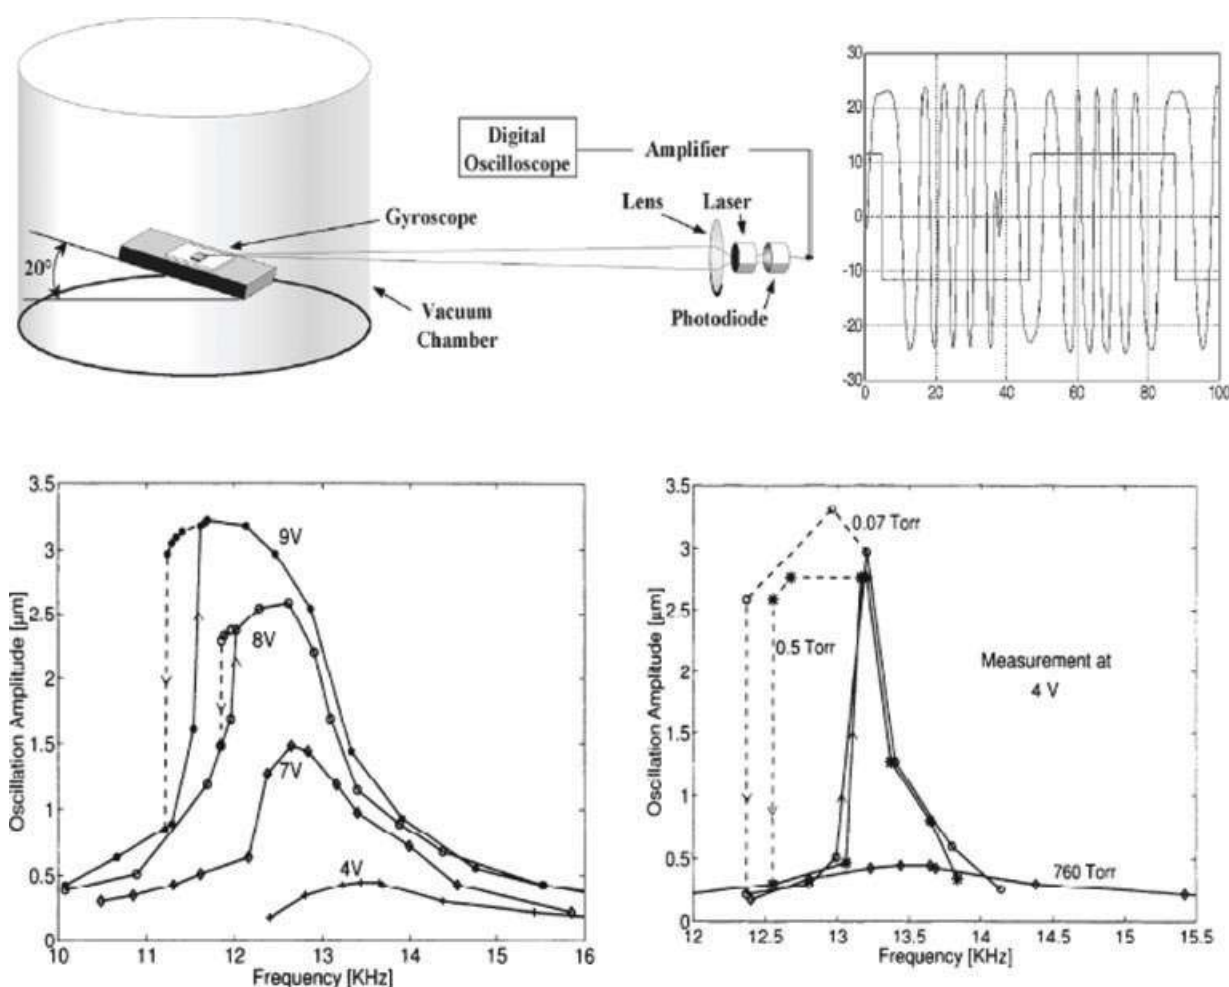 Digital
Oscilloscope
Amplifier
Lens
Laser
Gyroscope
20°
Vacuum
Chamber
Photodiode
30
20
10
0
-10
-20
-30
0
20
40
60
80
100
3.5
3
2.5
2
1.5
1
0.5
0
Oscillation Amplitude [μm]
9V
8V
7V
4V
10
11
12
13
14
15
16
Frequency [KHz]
3.5
3
2.5
2
1.5
1
0.5
0
Oscillation Amplitude [μm]
0.07 Torr
0.5 Torr
Measurement at
4 V
760 Torr
12
12.5
13
13.5
14
14.5
15
15.5
Frequency [KHz]